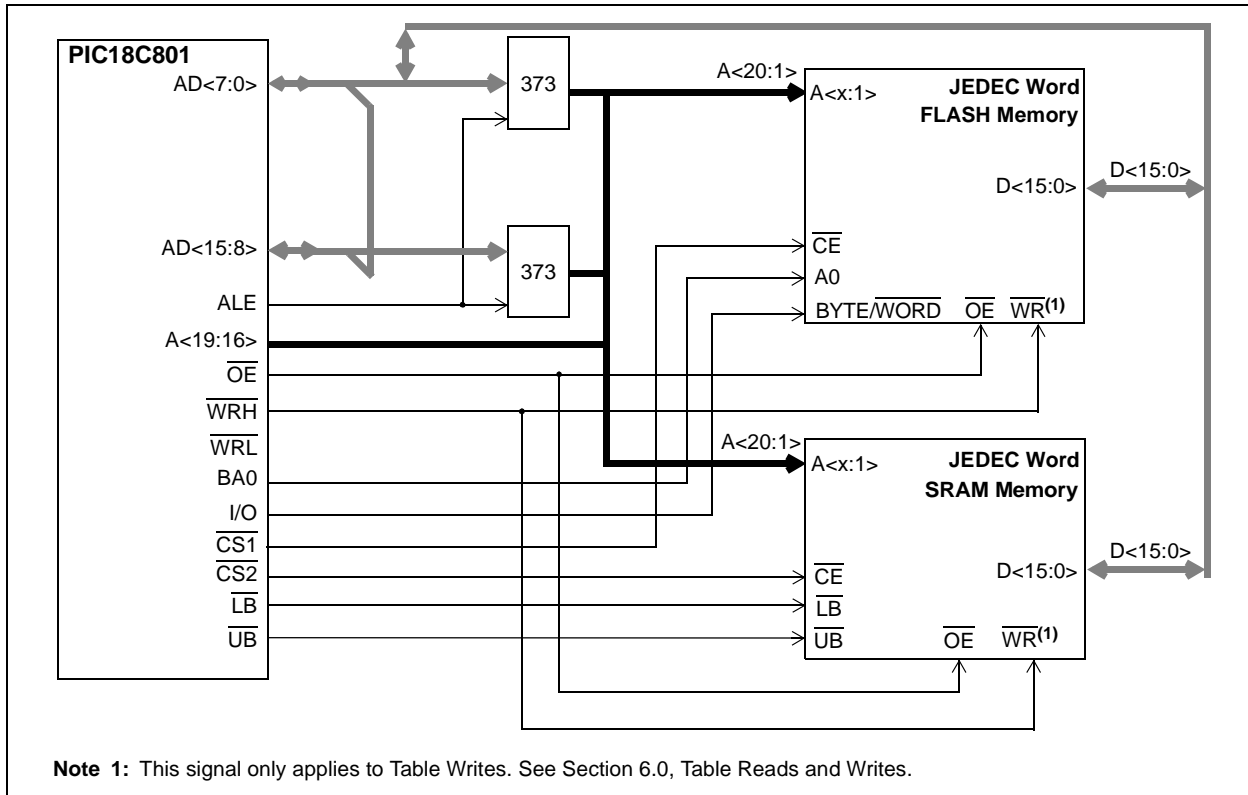 PIC18C801
AD<7:0>
AD<15:8>
ALE
A<19:16>
OE
WRH
WRL
BA0
I/O
CS1
CS2
LB
UB
373
373
A<20:1>
A<x:1>
JEDEC Word
FLASH Memory
D<15:0>
D<15:0>
CE
A0
BYTE/WORD OE WR(1)
A<20:1>
A<x:1>
JEDEC Word
SRAM Memory
D<15:0>
D<15:0>
CE
LB
UB OE WR(1)
Note 1: This signal only applies to Table Writes. See Section 6.0, Table Reads and Writes.